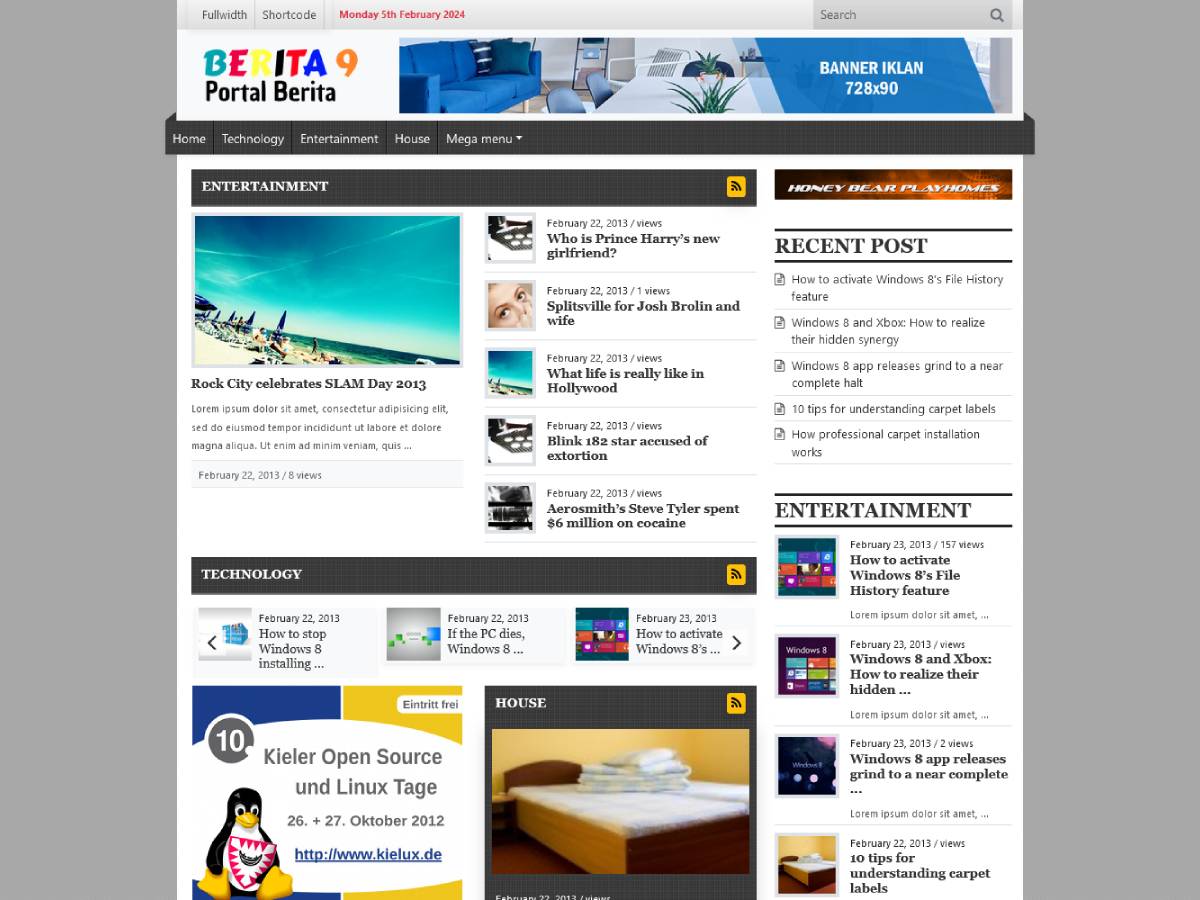 Fullwidth
Shortcode
Monday 5th February 2024
Search
BERITA 9
Portal Berita
BANNER IKLAN
728x90
Home
Technology
Entertainment
House
Mega menu
ENTERTAINMENT
Rock City celebrates SLAM Day 2013
Lorem ipsum dolor sit amet, consectetur adipisicing elit,
sed do eiusmod tempor incididunt ut labore et dolore
magna aliqua. Ut enim ad minim veniam, quis ...
February 22, 2013 / 8 views
February 22, 2013 / views
Who is Prince Harry’s new
girlfriend?
February 22, 2013 / 1 views
Splitsville for Josh Brolin and
wife
February 22, 2013 / views
What life is really like in
Hollywood
February 22, 2013 / views
Blink 182 star accused of
extortion
February 22, 2013 / views
Aerosmith’s Steve Tyler spent
$6 million on cocaine
TECHNOLOGY
February 22, 2013
How to stop
Windows 8
installing ...
February 22, 2013
If the PC dies,
Windows 8 ...
February 23, 2013
How to activate
Windows 8’s ...
Eintritt frei
10.
Kieler Open Source
und Linux Tage
26. + 27. Oktober 2012
http://www.kielux.de
HOUSE
February 22, 2013 / views
HONEY BEAR PLAYHOMES
RECENT POST
How to activate Windows 8’s File History
feature
Windows 8 and Xbox: How to realize
their hidden synergy
Windows 8 app releases grind to a near
complete halt
10 tips for understanding carpet labels
How professional carpet installation
works
ENTERTAINMENT
February 23, 2013 / 157 views
How to activate
Windows 8’s File
History feature
Lorem ipsum dolor sit amet, ...
Windows 8
February 23, 2013 / views
Windows 8 and Xbox:
How to realize their
hidden ...
Lorem ipsum dolor sit amet, ...
Windows 8
February 23, 2013 / 2 views
Windows 8 app releases
grind to a near complete
...
Lorem ipsum dolor sit amet, ...
February 22, 2013 / views
10 tips for
understanding carpet
labels